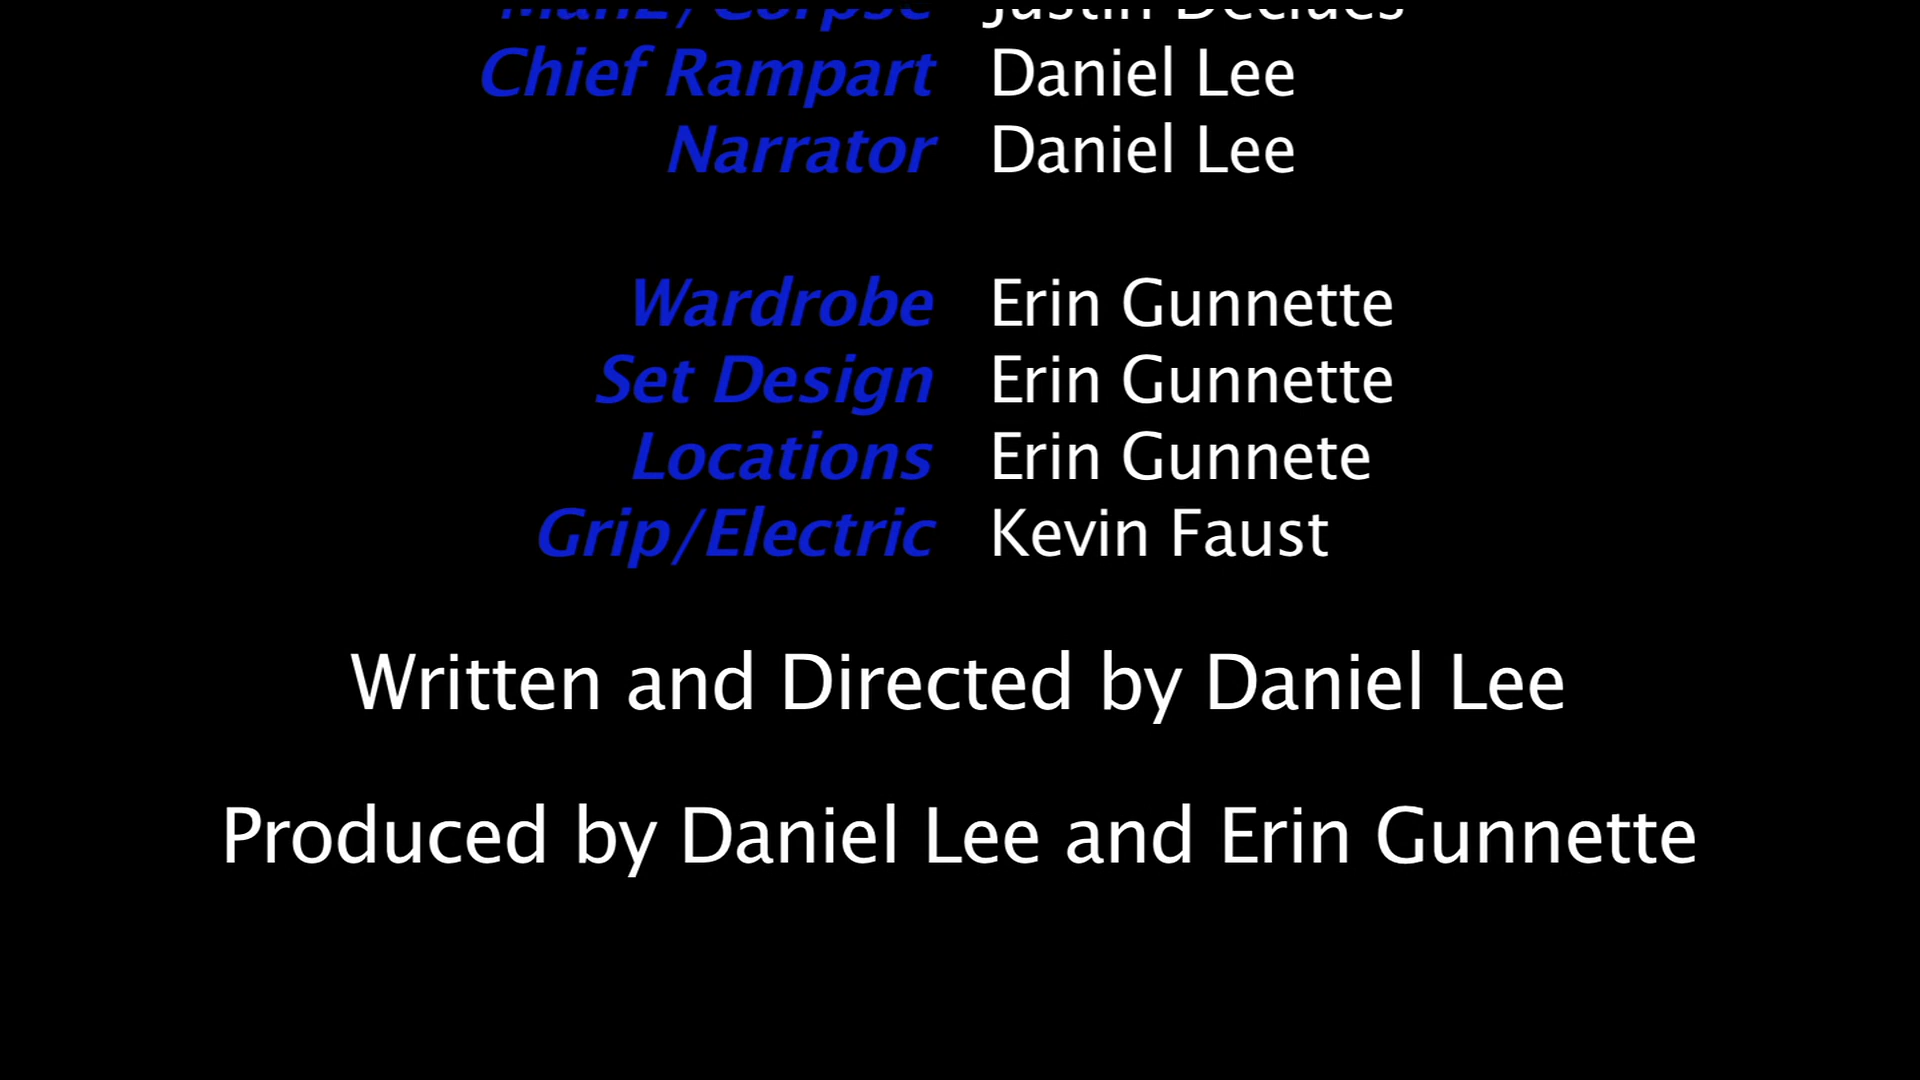 Chief Rampart Daniel Lee
Narrator Daniel Lee
Wardrobe Erin Gunnette
Set Design Erin Gunnette
Locations Erin Gunnete
Grip/Electric Kevin Faust
Written and Directed by Daniel Lee
Produced by Daniel Lee and Erin Gunnette